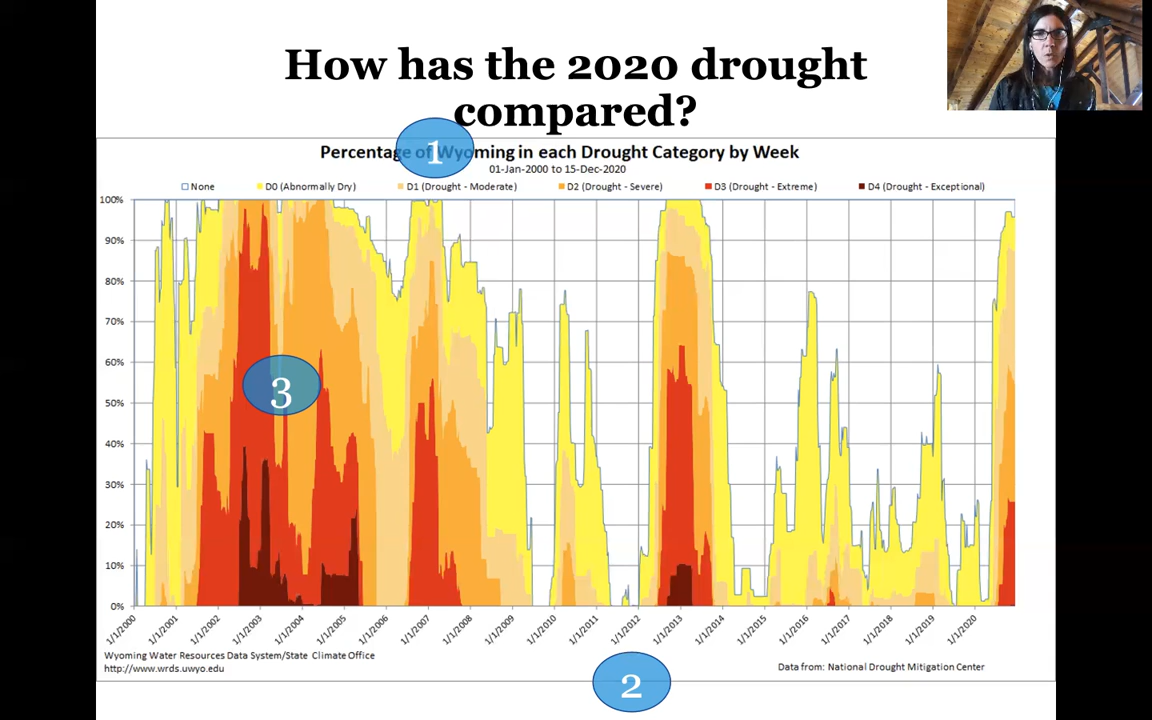 How has the 2020 drought
compared?
1
Percentage of Wyoming in each Drought Category by Week
01-Jan-2000 to 15-Dec-2020
None D0 (Abnormally Dry) D1 (Drought - Moderate) D2 (Drought - Severe) D3 (Drought - Extreme) D4 (Drought - Exceptional)
100%
90%
80%
70%
60%
3
50%
40%
30%
20%
10%
0%
1/1/2000 1/1/2001 1/1/2002 1/1/2003 1/1/2004 1/1/2005 1/1/2006 1/1/2007 1/1/2008 1/1/2009 1/1/2010 1/1/2011 1/1/2012 1/1/2013 1/1/2014 1/1/2015 1/1/2016 1/1/2017 1/1/2018 1/1/2019 1/1/2020
Wyoming Water Resources Data System/State Climate Office
http://www.wrds.uwyo.edu Data from: National Drought Mitigation Center
2